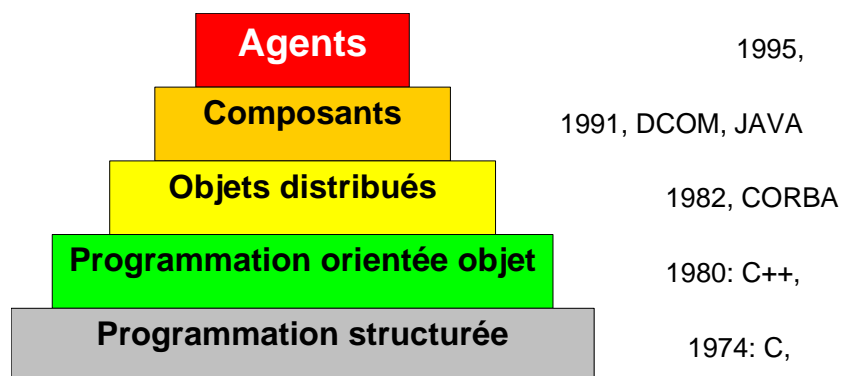 Agents
1995,
Composants
1991, DCOM, JAVA
Objets distribués
1982, CORBA
Programmation orientée objet
1980: C++,
Programmation structurée
1974: C,